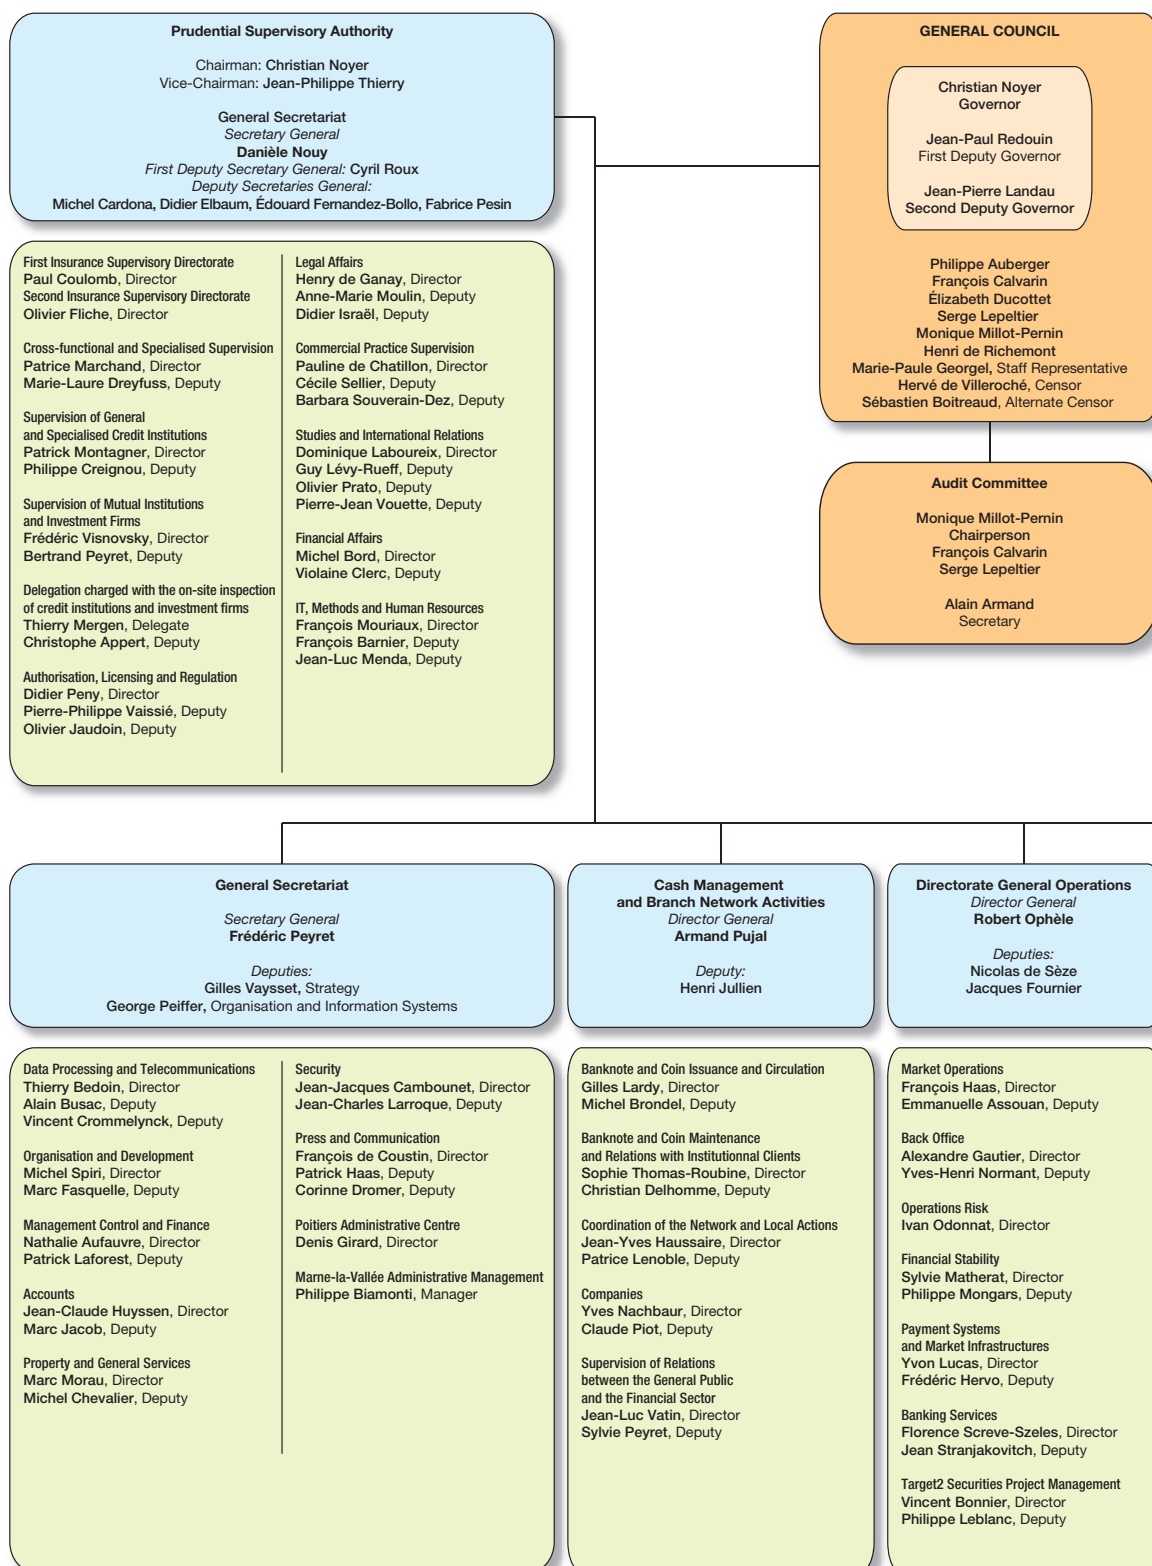 Prudential Supervisory Authority
Chairman: Christian Noyer
Vice-Chairman: Jean-Philippe Thierry
General Secretariat
Secretary General
Danièle Nouy
First Deputy Secretary General: Cyril Roux
Deputy Secretaries General:
Michel Cardona, Didier Elbaum, Édouard Fernandez-Bollo, Fabrice Pesin
GENERAL COUNCIL
Christian Noyer
Governor
Jean-Paul Redouin
First Deputy Governor
Jean-Pierre Landau
Second Deputy Governor
Philippe Auberger
François Calvarin
Élizabeth Ducottet
Serge Lepeltier
Monique Millot-Pernin
Henri de Richemont
Marie-Paule Georgel, Staff Representative
Hervé de Villeroché, Censor
Sébastien Boitreaud, Alternate Censor
Audit Committee
Monique Millot-Pernin
Chairperson
François Calvarin
Serge Lepeltier
Alain Armand
Secretary
First Insurance Supervisory Directorate
Paul Coulomb, Director
Second Insurance Supervisory Directorate
Olivier Fliche, Director
Cross-functional and Specialised Supervision
Patrice Marchand, Director
Marie-Laure Dreyfuss, Deputy
Supervision of General
and Specialised Credit Institutions
Patrick Montagner, Director
Philippe Creignou, Deputy
Supervision of Mutual Institutions
and Investment Firms
Frédéric Visnovsky, Director
Bertrand Peyret, Deputy
Delegation charged with the on-site inspection
of credit institutions and investment firms
Thierry Mergen, Delegate
Christophe Appert, Deputy
Authorisation, Licensing and Regulation
Didier Peny, Director
Pierre-Philippe Vaissié, Deputy
Olivier Jaudoin, Deputy
Legal Affairs
Henry de Ganay, Director
Anne-Marie Moulin, Deputy
Didier Israël, Deputy
Commercial Practice Supervision
Pauline de Chatillon, Director
Cécile Sellier, Deputy
Barbara Souverain-Dez, Deputy
Studies and International Relations
Dominique Laboureix, Director
Guy Lévy-Rueff, Deputy
Olivier Prato, Deputy
Pierre-Jean Vouette, Deputy
Financial Affairs
Michel Bord, Director
Violaine Clerc, Deputy
IT, Methods and Human Resources
François Mouriaux, Director
François Barnier, Deputy
Jean-Luc Menda, Deputy
General Secretariat
Secretary General
Frédéric Peyret
Deputies:
Gilles Vaysset, Strategy
George Peiffer, Organisation and Information Systems
Cash Management
and Branch Network Activities
Director General
Armand Pujal
Deputy:
Henri Jullien
Directorate General Operations
Director General
Robert Ophèle
Deputies:
Nicolas de Sèze
Jacques Fournier
Data Processing and Telecommunications
Thierry Bedoin, Director
Alain Busac, Deputy
Vincent Crommelynck, Deputy
Organisation and Development
Michel Spiri, Director
Marc Fasquelle, Deputy
Management Control and Finance
Nathalie Aufauvre, Director
Patrick Laforest, Deputy
Accounts
Jean-Claude Huyssen, Director
Marc Jacob, Deputy
Property and General Services
Marc Morau, Director
Michel Chevalier, Deputy
Security
Jean-Jacques Cambounet, Director
Jean-Charles Larroque, Deputy
Press and Communication
François de Coustin, Director
Patrick Haas, Deputy
Corinne Dromer, Deputy
Poitiers Administrative Centre
Denis Girard, Director
Marne-la-Vallée Administrative Management
Philippe Biamonti, Manager
Banknote and Coin Issuance and Circulation
Gilles Lardy, Director
Michel Brondel, Deputy
Banknote and Coin Maintenance
and Relations with Institutionnal Clients
Sophie Thomas-Roubine, Director
Christian Delhomme, Deputy
Coordination of the Network and Local Actions
Jean-Yves Haussaire, Director
Patrice Lenoble, Deputy
Companies
Yves Nachbaur, Director
Claude Piot, Deputy
Supervision of Relations
between the General Public
and the Financial Sector
Jean-Luc Vatin, Director
Sylvie Peyret, Deputy
Market Operations
François Haas, Director
Emmanuelle Assouan, Deputy
Back Office
Alexandre Gautier, Director
Yves-Henri Normant, Deputy
Operations Risk
Ivan Odonnat, Director
Financial Stability
Sylvie Matherat, Director
Philippe Mongars, Deputy
Payment Systems
and Market Infrastructures
Yvon Lucas, Director
Frédéric Hervo, Deputy
Banking Services
Florence Screve-Szeles, Director
Jean Stranjakovitch, Deputy
Target2 Securities Project Management
Vincent Bonnier, Director
Philippe Leblanc, Deputy